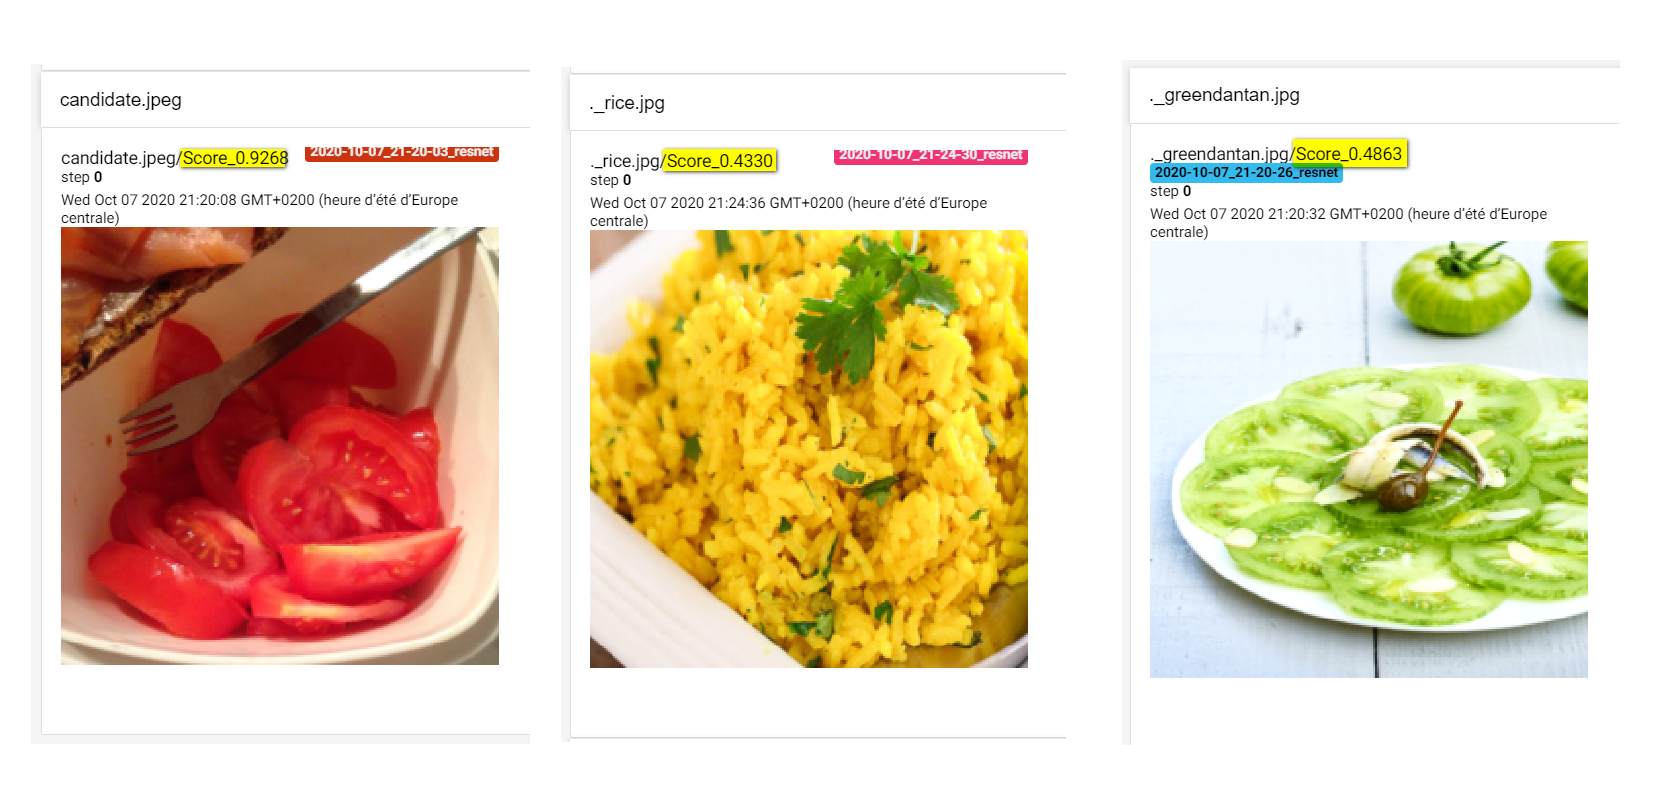 candidate.jpeg
candidate.jpeg/Score_0.9268
2020-10-07_21-20-03_resnet
step 0
Wed Oct 07 2020 21:20:08 GMT+0200 (heure d'été d'Europe
centrale)
._rice.jpg
._rice.jpg/Score_0.4330
2020-10-07_21-24-30_resnet
step 0
Wed Oct 07 2020 21:24:36 GMT+0200 (heure d'été d'Europe
centrale)
._greendantan.jpg
._greendantan.jpg/Score_0.4863
2020-10-07_21-20-26_resnet
step 0
Wed Oct 07 2020 21:20:32 GMT+0200 (heure d'été d'Europe
centrale)